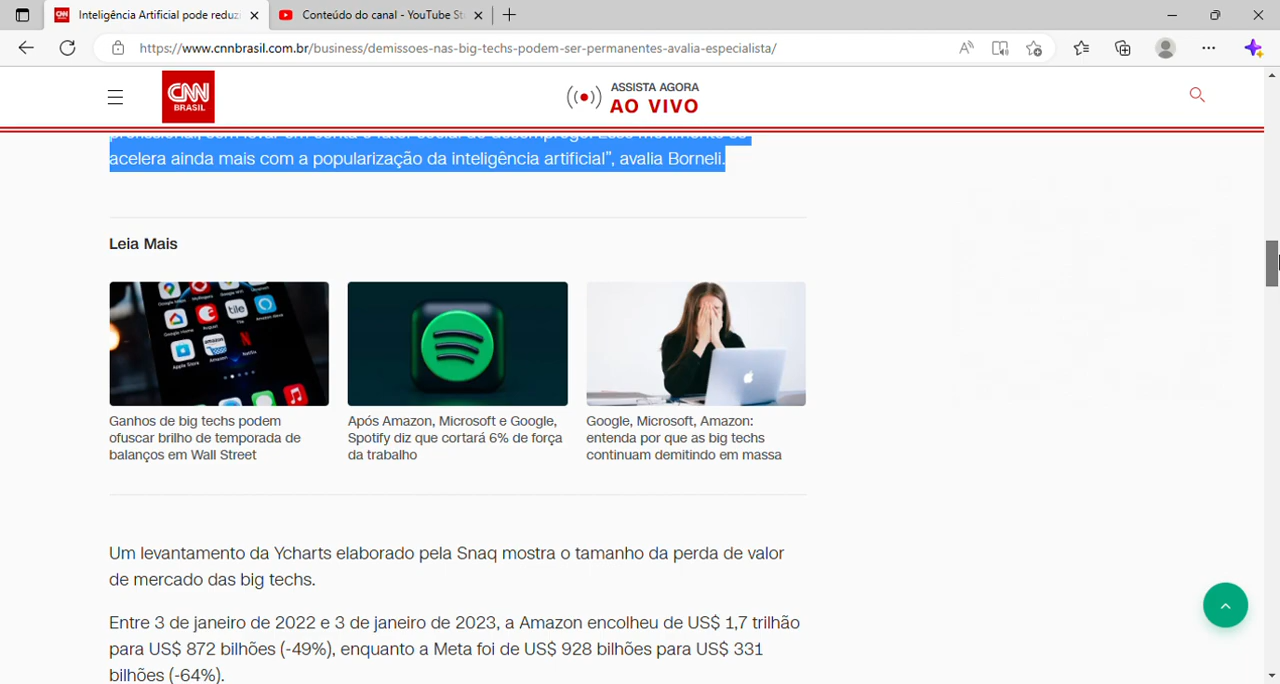 Inteligência Artificial pode reduzi
Conteúdo do canal - YouTube St
https://www.cnnbrasil.com.br/business/demissoes-nas-big-techs-podem-ser-permanentes-avalia-especialista/
CNN
BRASIL
ASSISTA AGORA
AO VIVO
acelera ainda mais com a popularização da inteligência artificial”, avalia Borneli.
Leia Mais
Ganhos de big techs podem
ofuscar brilho de temporada de
balanços em Wall Street
Após Amazon, Microsoft e Google,
Spotify diz que cortará 6% de força
da trabalho
Google, Microsoft, Amazon:
entenda por que as big techs
continuam demitindo em massa
Um levantamento da Ycharts elaborado pela Snaq mostra o tamanho da perda de valor
de mercado das big techs.
Entre 3 de janeiro de 2022 e 3 de janeiro de 2023, a Amazon encolheu de US$ 1,7 trilhão
para US$ 872 bilhões (-49%), enquanto a Meta foi de US$ 928 bilhões para US$ 331
bilhões (-64%).